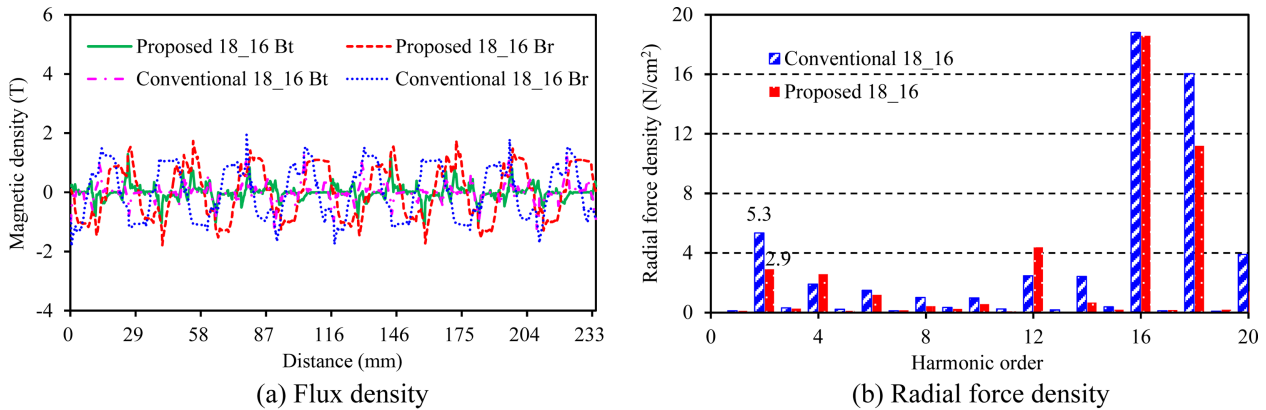 6
4
2
0
-2
-4
Magnetic density (T)
Proposed 18_16 Bt
Proposed 18_16 Br
Conventional 18_16 Bt
Conventional 18_16 Br
0 29 58 87 116 146 175 204 233
Distance (mm)
(a) Flux density
20
16
12
8
4
0
Radial force density (N/cm²)
Conventional 18_16
Proposed 18_16
5.3
2.9
0 4 8 12 16 20
Harmonic order
(b) Radial force density